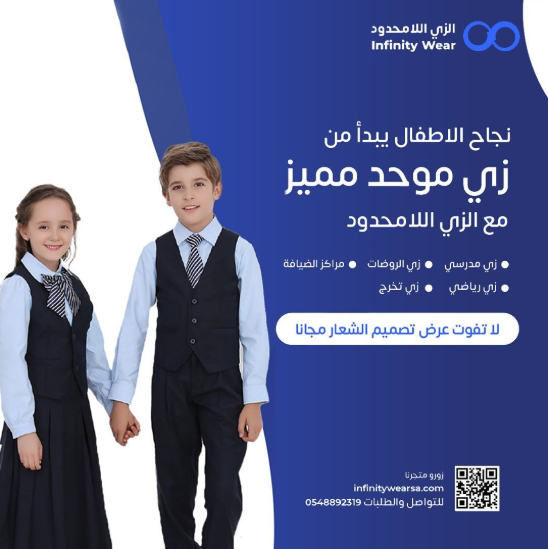 الزي اللامحدود
Infinity Wear
نجاح الاطفال يبدأ من
زي موحد مميز
مع الزي اللامحدود
زي مدرسي
زي الروضات
مراكز الضيافة
زي رياضي
زي تخرج
لا تفوت عرض تصميم الشعار مجانا
زورو متجرنا
infinitywearsa.com
للتواصل والطلبات 0548892319